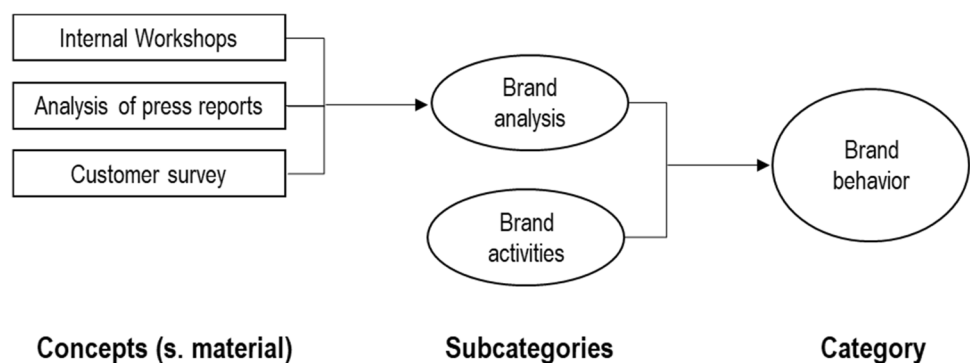 Internal Workshops
Analysis of press reports
Customer survey
Brand
analysis
Brand
activities
Brand
behavior
Concepts (s. material)
Subcategories
Category